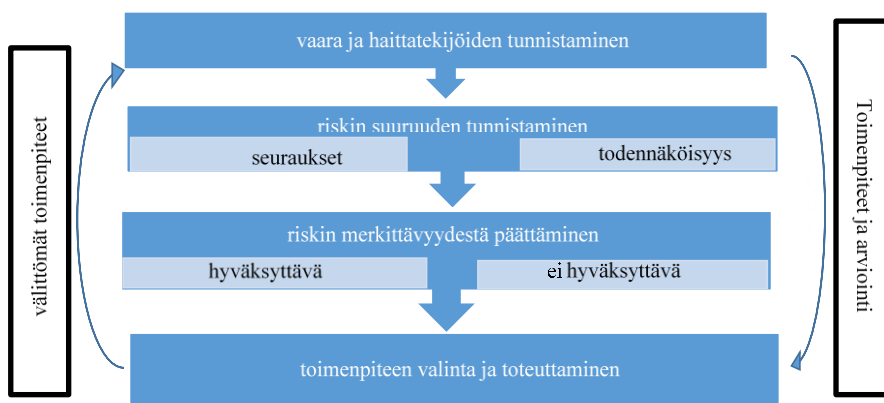 vaara ja haittatekijöiden tunnistaminen
välittömät toimenpiteet
Toimenpiteet ja arviointi
riskin suuruuden tunnistaminen
seuraukset
todennäköisyys
riskin merkittävyydestä päättäminen
hyväksyttävä
ei hyväksyttävä
toimenpiteen valinta ja toteuttaminen